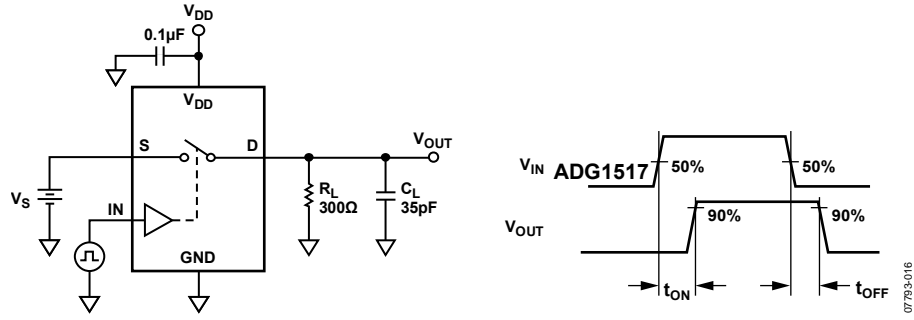 V_DD
0.1µF
V_DD
S
D
V_OUT
V_S
IN
R_L
300Ω
C_L
35pF
GND
V_IN ADG1517
50%
50%
V_OUT
90%
90%
t_ON
t_OFF
07793-016